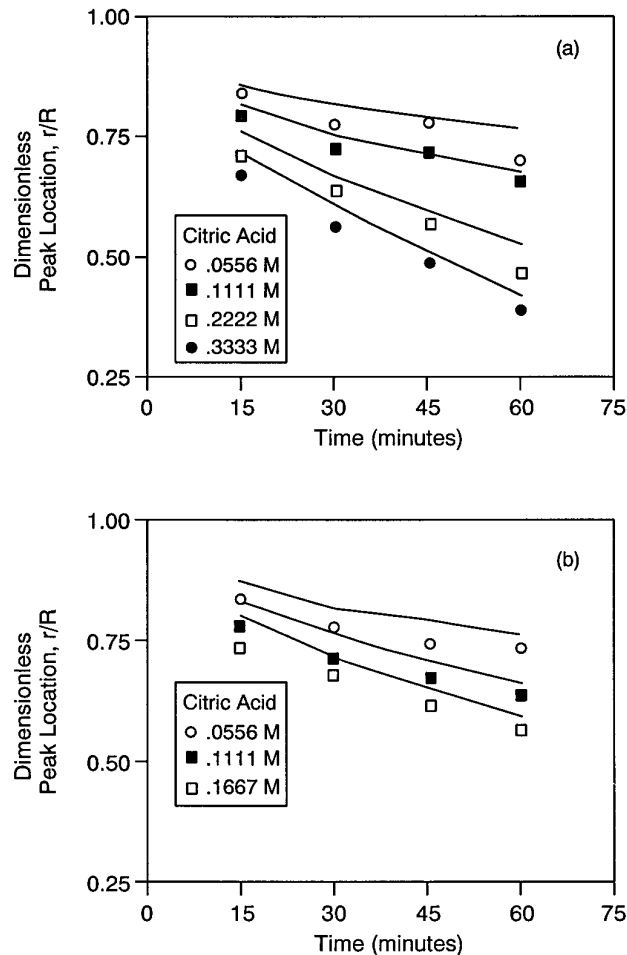 1.00
(a)
0.75
Dimensionless
Peak Location, r/R
0.50
Citric Acid
.0556 M
.1111 M
.2222 M
.3333 M
0.25
0 15 30 45 60 75
Time (minutes)
1.00
(b)
0.75
Dimensionless
Peak Location, r/R
0.50
Citric Acid
.0556 M
.1111 M
.1667 M
0.25
0 15 30 45 60 75
Time (minutes)